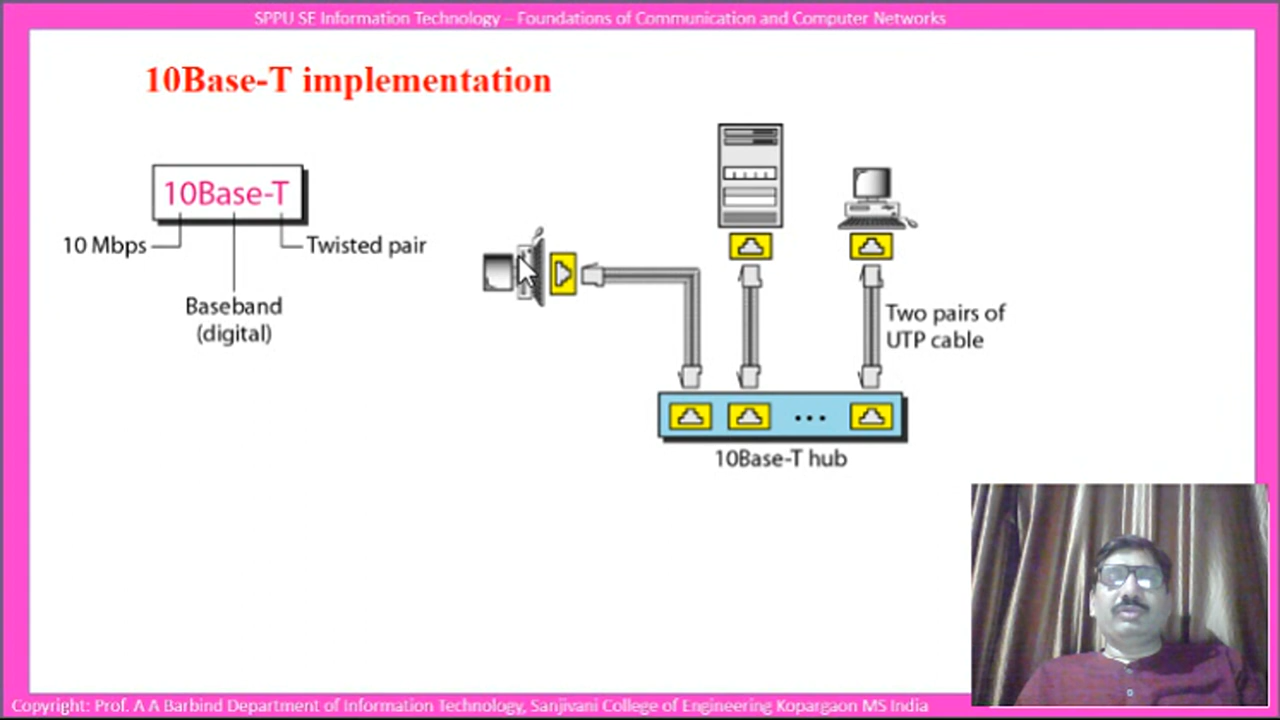 SPPU SE Information Technology – Foundations of Communication and Computer Networks
10Base-T implementation
10Base-T
10 Mbps
Twisted pair
Baseband
(digital)
Two pairs of
UTP cable
10Base-T hub
Copyright: Prof. A A Barbind Department of Information Technology, Sanjivani College of Engineering Kopargaon MS India